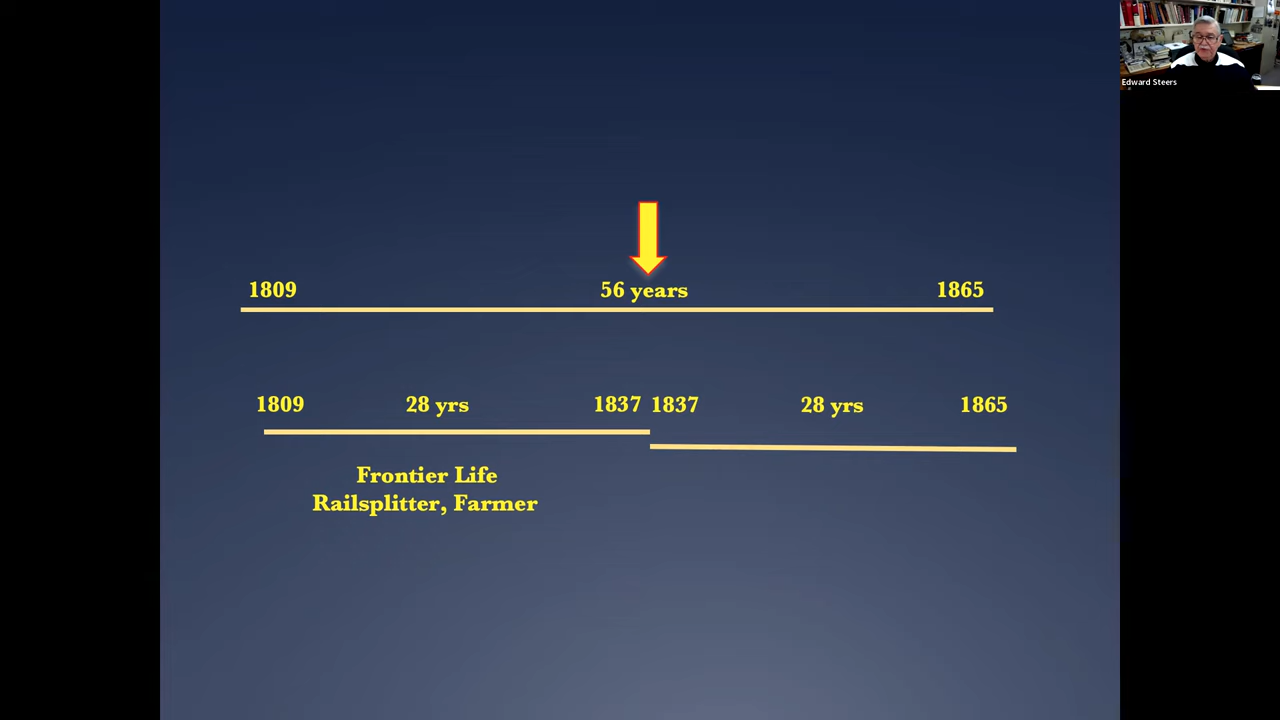 Edward Steers
1809 56 years 1865
1809 28 yrs 1837 1837 28 yrs 1865
Frontier Life
Railsplitter, Farmer